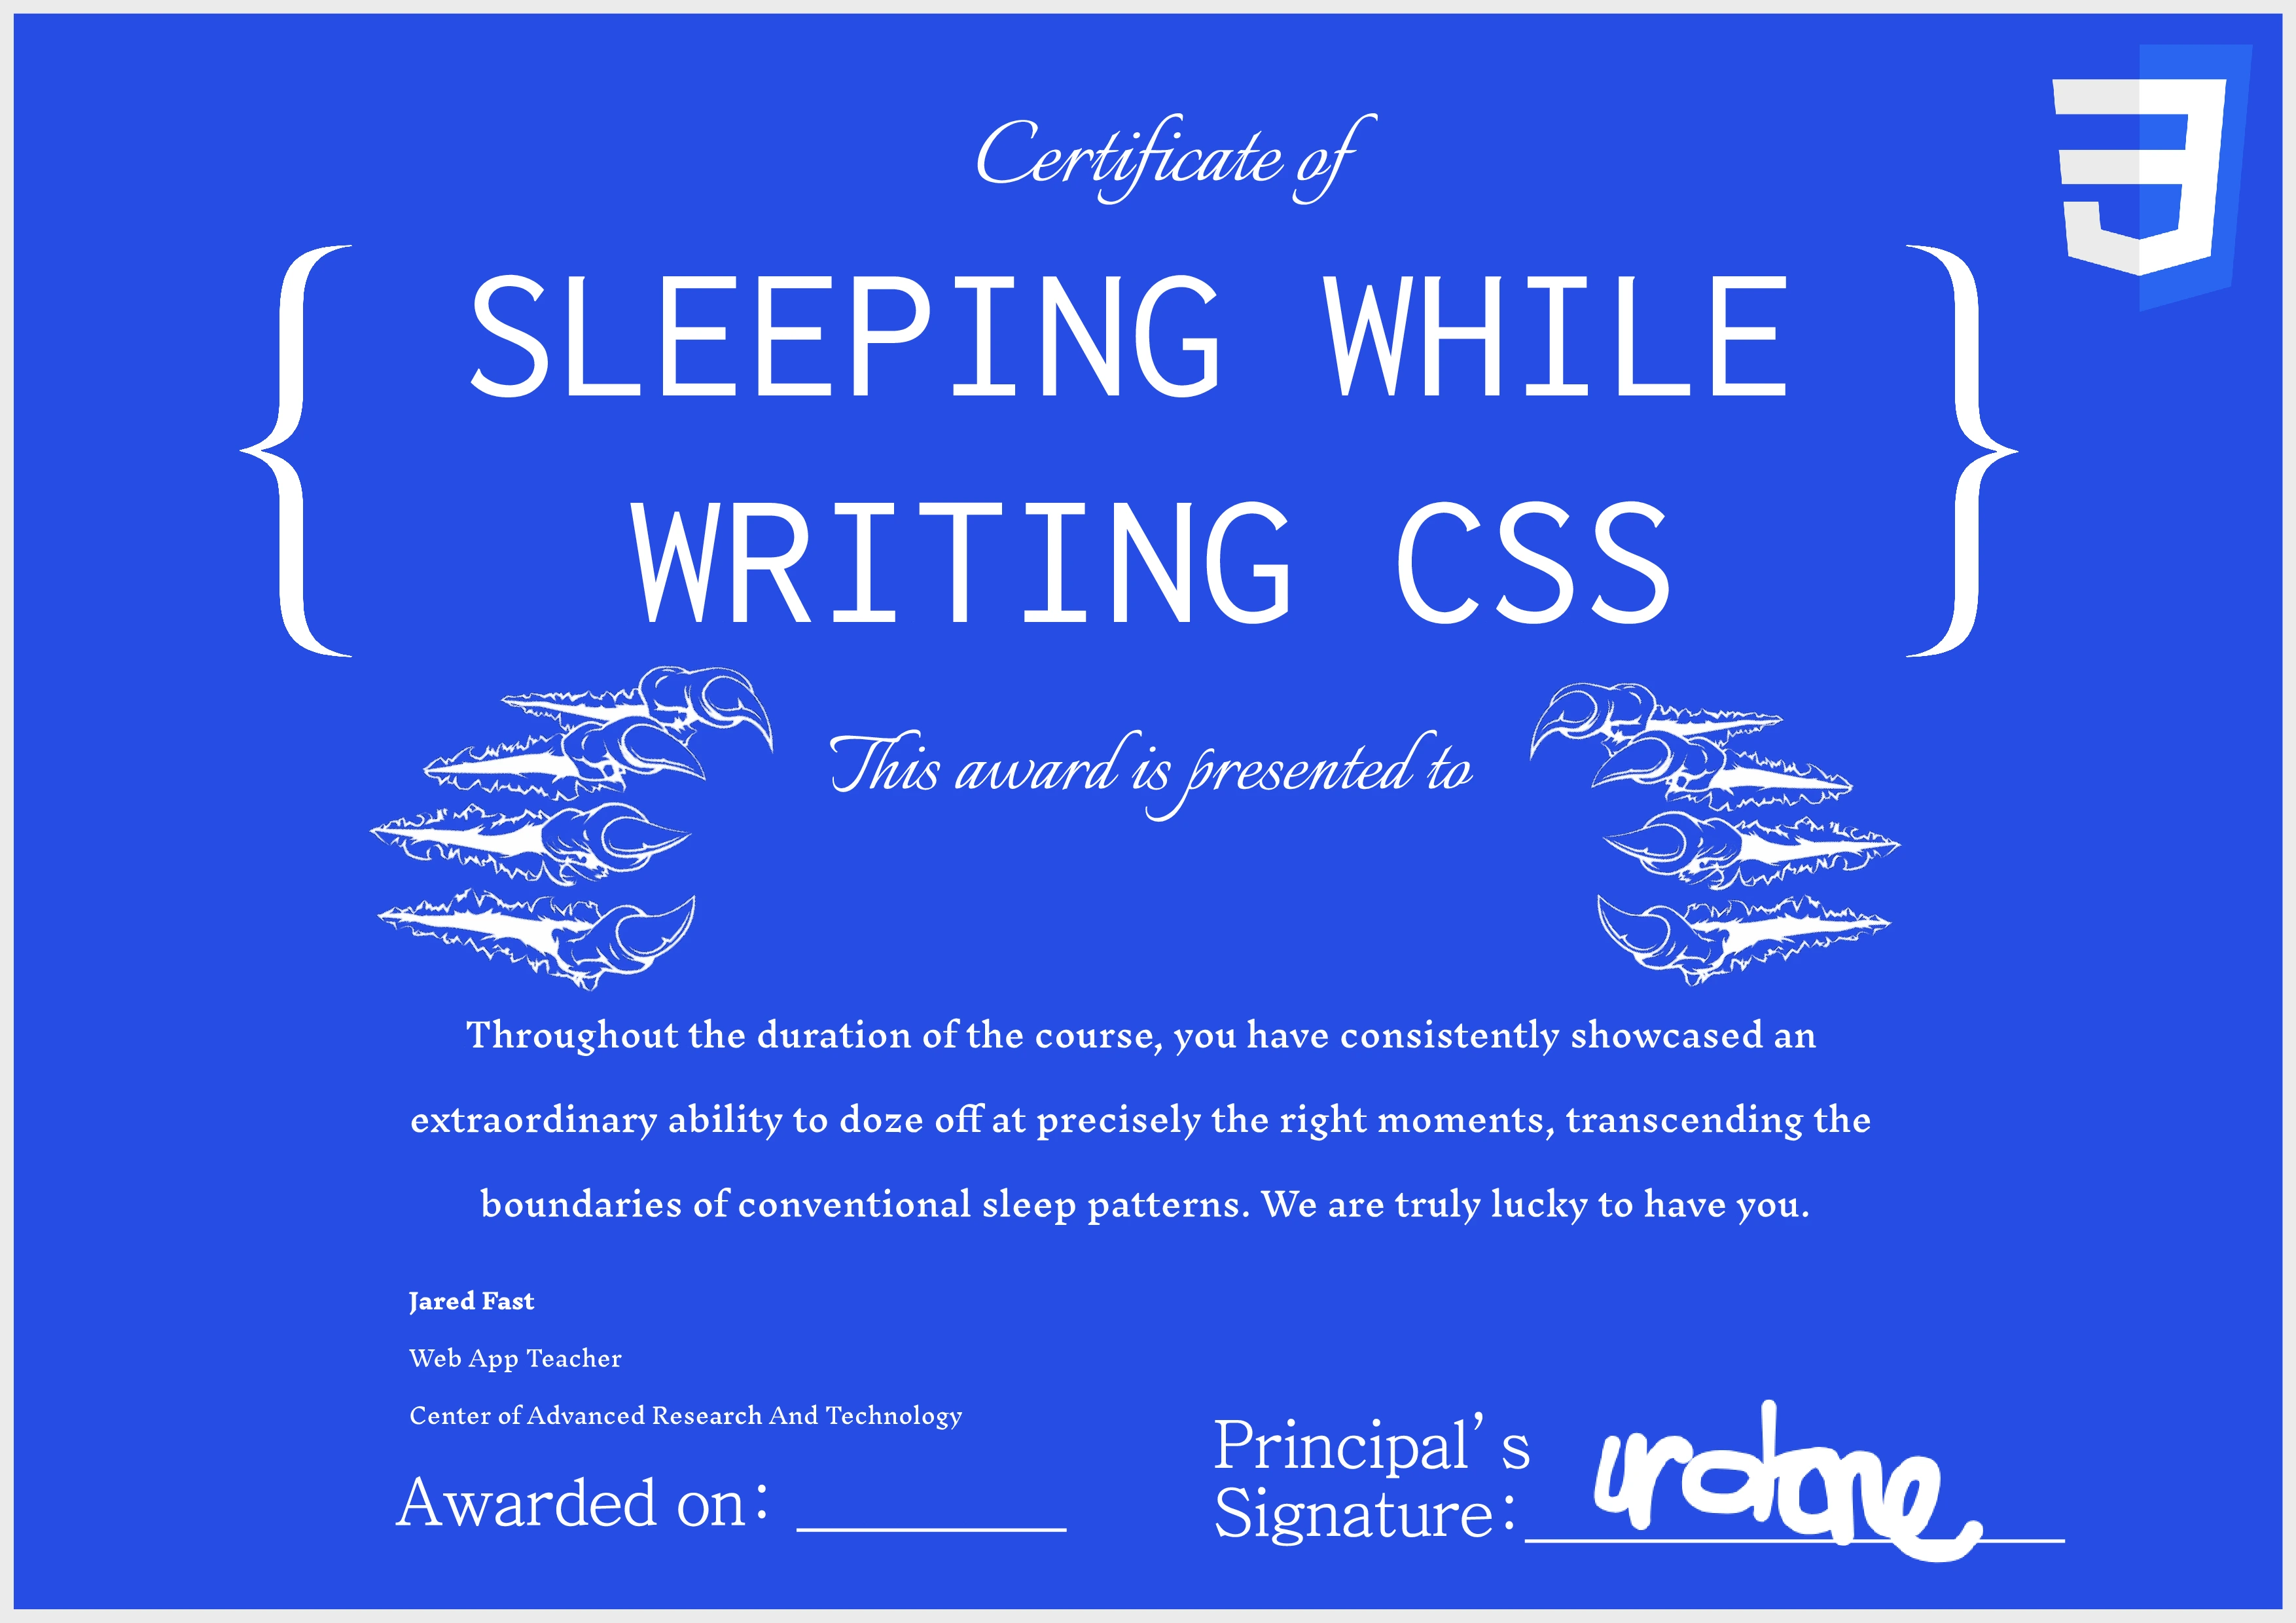 Certificate of
{ SLEEPING WHILE
WRITING CSS }
This award is presented to
Throughout the duration of the course, you have consistently showcased an
extraordinary ability to doze off at precisely the right moments, transcending the
boundaries of conventional sleep patterns. We are truly lucky to have you.
Jared Fast
Web App Teacher
Center of Advanced Research And Technology
Awarded on:
Principal's
Signature: